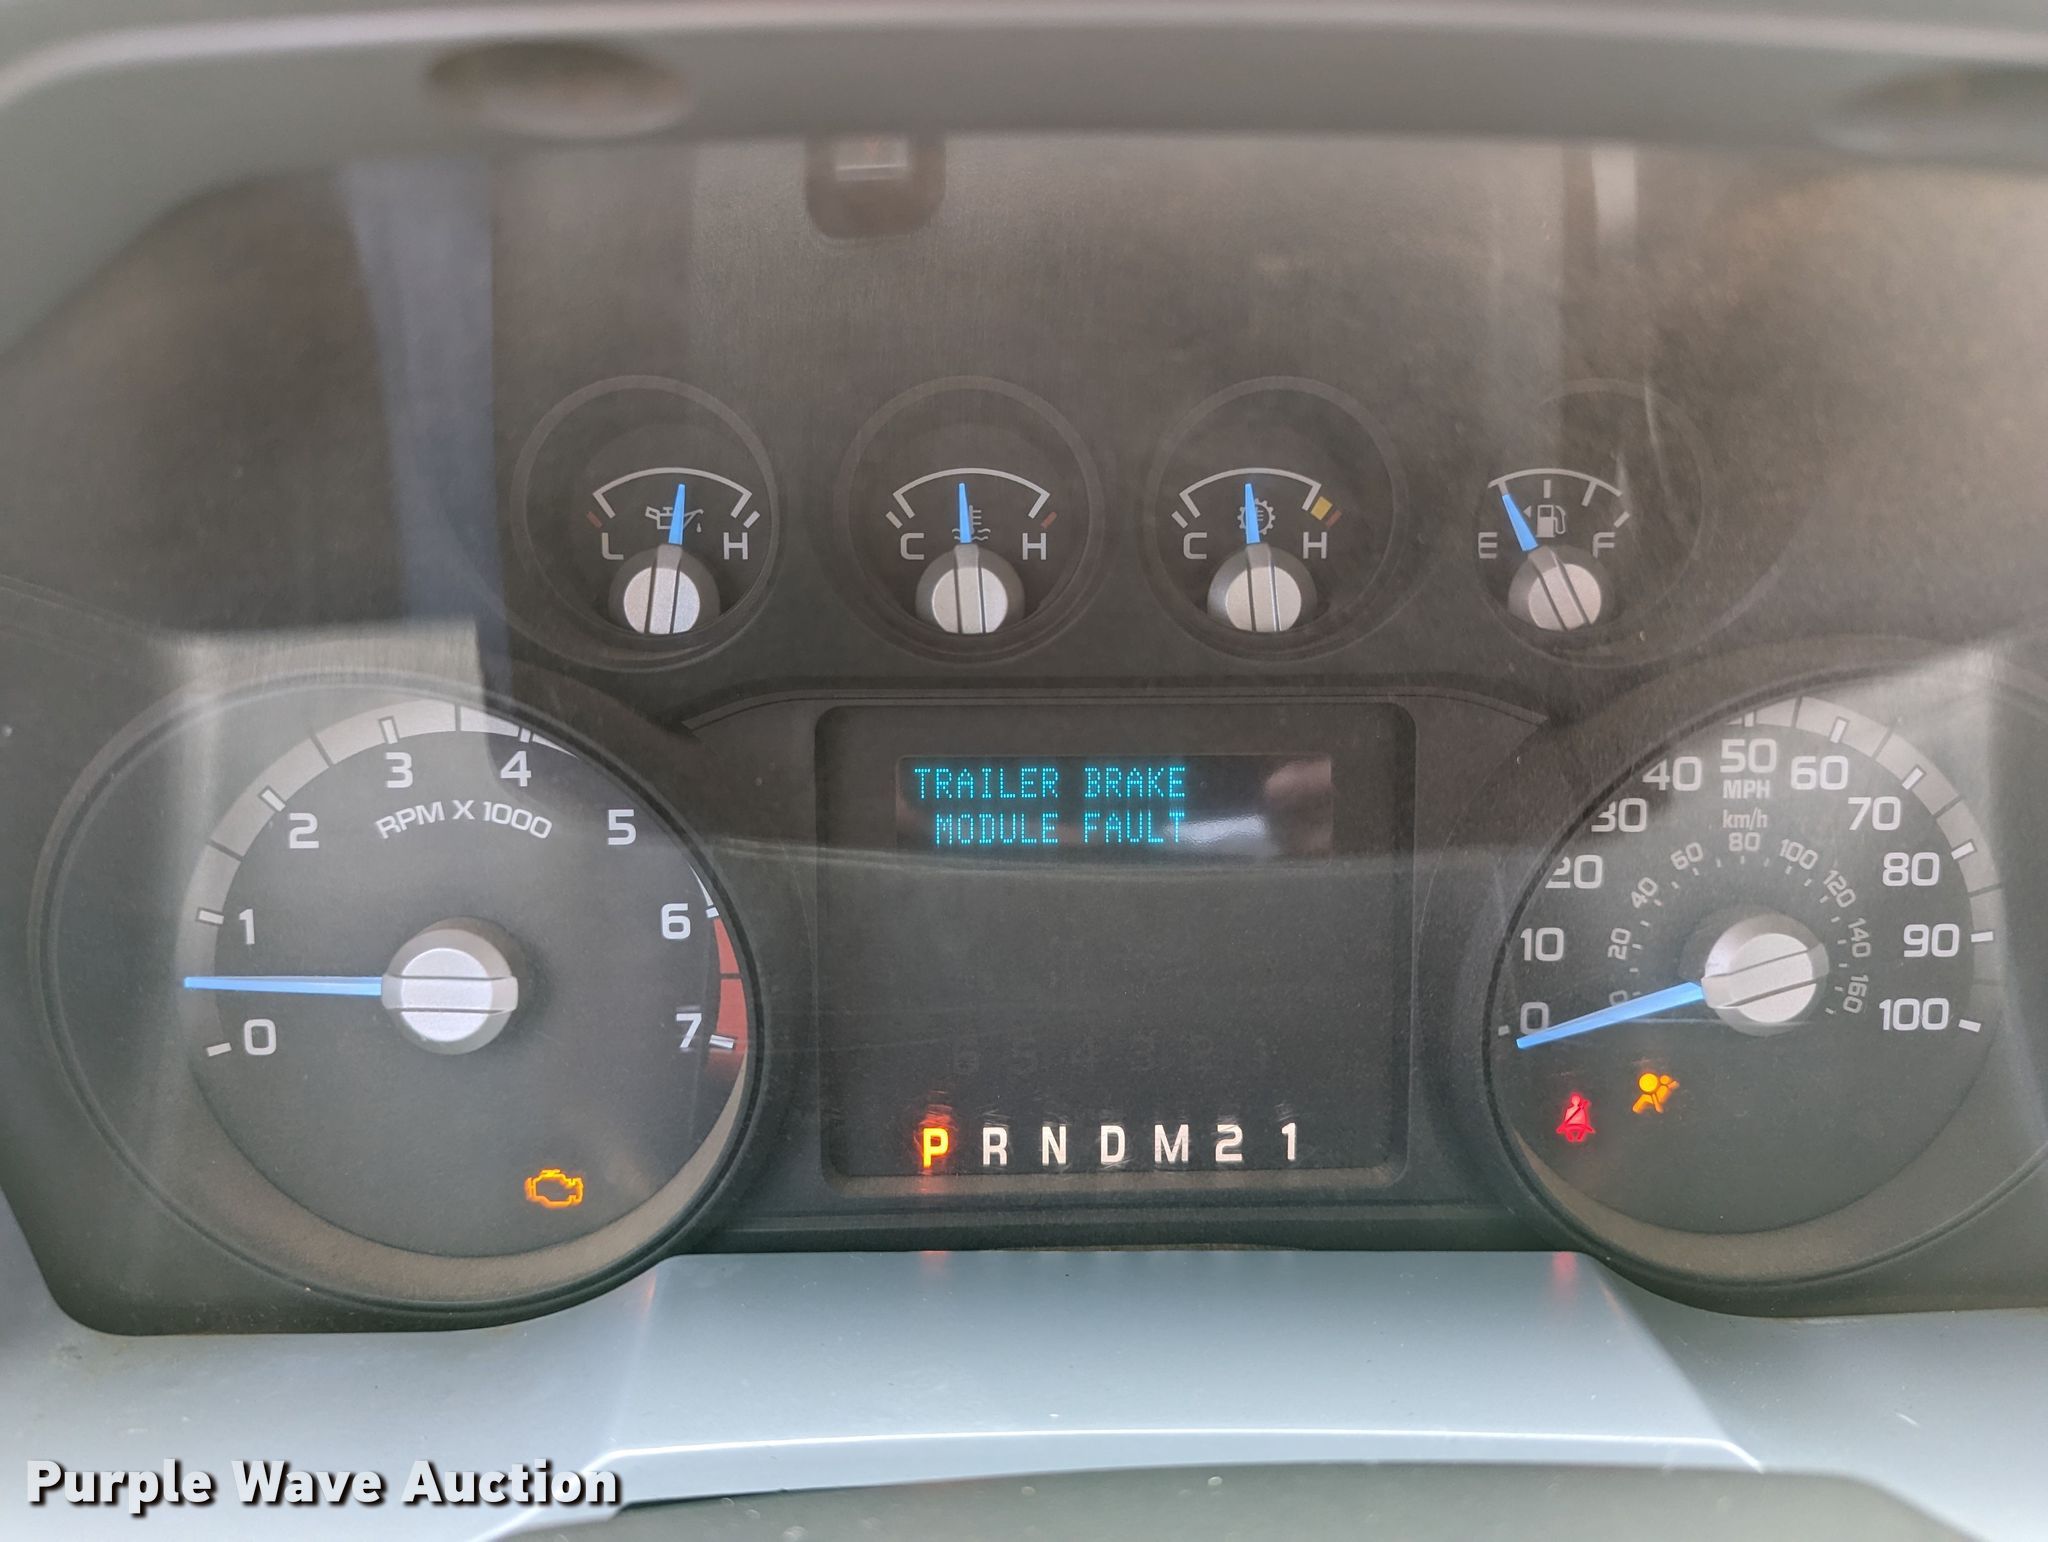 L H
C H
C H
E F
TRAILER BRAKE
MODULE FAULT
0 1 2 3 4 5 6 7
RPM X 1000
0 10 20 30 40 50 60 70 80 90 100
MPH
km/h
0 20 40 60 80 100 120 140 160
P R N D M 2 1
Purple Wave Auction